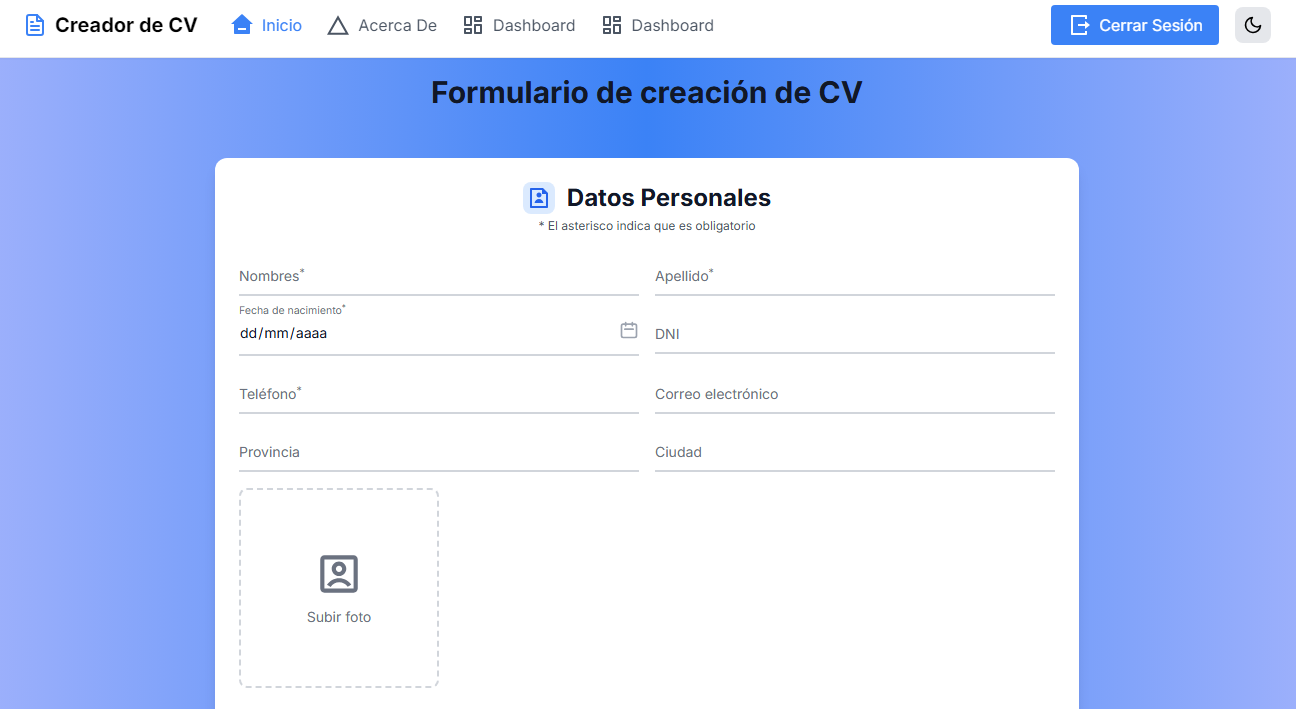 Creador de CV Inicio Acerca De Dashboard Dashboard Cerrar Sesión
Formulario de creación de CV
Datos Personales
* El asterisco indica que es obligatorio
Nombres* Apellido*
Fecha de nacimiento*
dd/mm/aaaa DNI
Teléfono* Correo electrónico
Provincia Ciudad
Subir foto